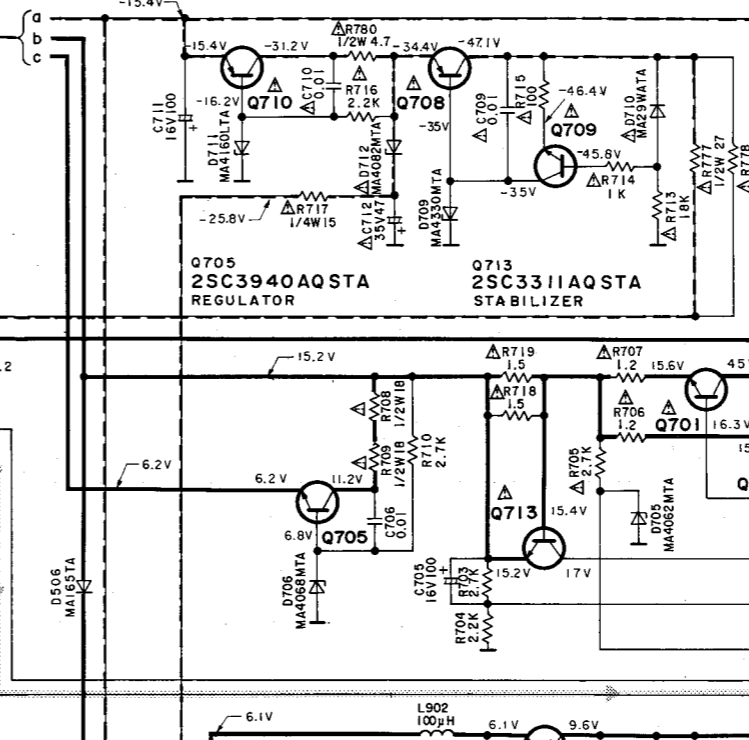 -15.4V
a
b
c
-15.4V
-31.2V
R780
1/2W 4.7
-34.4V
-47.1V
C711
16V100
+
-16.2V
Q710
C710
0.01
R716
2.2K
Q708
C709
0.01
R715
100
-46.4V
D710
MA29WATA
Q709
D711
MA4160LTA
D712
MA4082MTA
-35V
-45.8V
R714
1K
R777
1/2W 27
R778
-25.8V
R717
1/4W15
C712
35V47
+
D709
MA4330MTA
-35V
R713
18K
Q705
2SC3940AQSTA
REGULATOR
Q713
2SC3311AQSTA
STABILIZER
2
15.2V
R719
1.5
R707
1.2
15.6V
45V
R708
1/2W18
R718
1.5
R706
1.2
Q701
16.3V
R709
1/2W18
R710
2.7K
R705
2.7K
15
6.2V
6.2V
11.2V
Q
Q713
15.4V
D705
MA4062MTA
6.8V
Q705
C706
0.01
D506
MA165TA
D706
MA4068MTA
C705
16V100
+
R703
2.7K
15.2V
17V
R704
2.2K
6.1V
L902
100μH
6.1V
9.6V